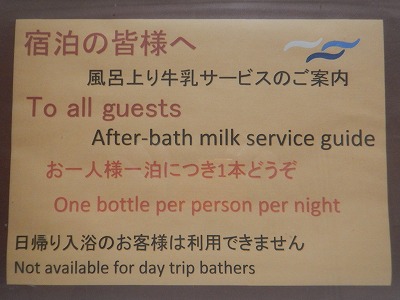 宿泊の皆様へ
風呂上り牛乳サービスのご案内
To all guests
After-bath milk service guide
お一人様一泊につき1本どうぞ
One bottle per person per night
日帰り入浴のお客様は利用できません
Not available for day trip bathers